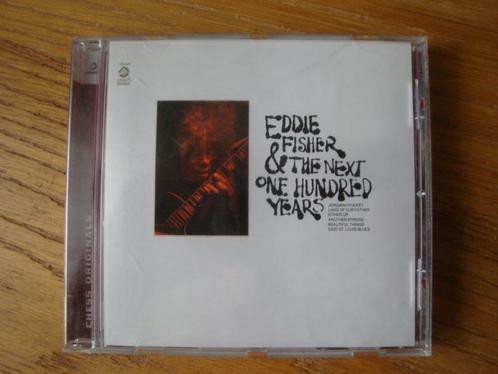 EDDIE
FISHER
& THE NEXT
ONE HUNDRED
YEARS
JEREMIAH PUCKET
LAND OF OUR FATHER
EITHER OR
ANOTHER EPISODE
BEAUTIFUL THINGS
EAST ST. LOUIS BLUES
CHESS ORIGINALS